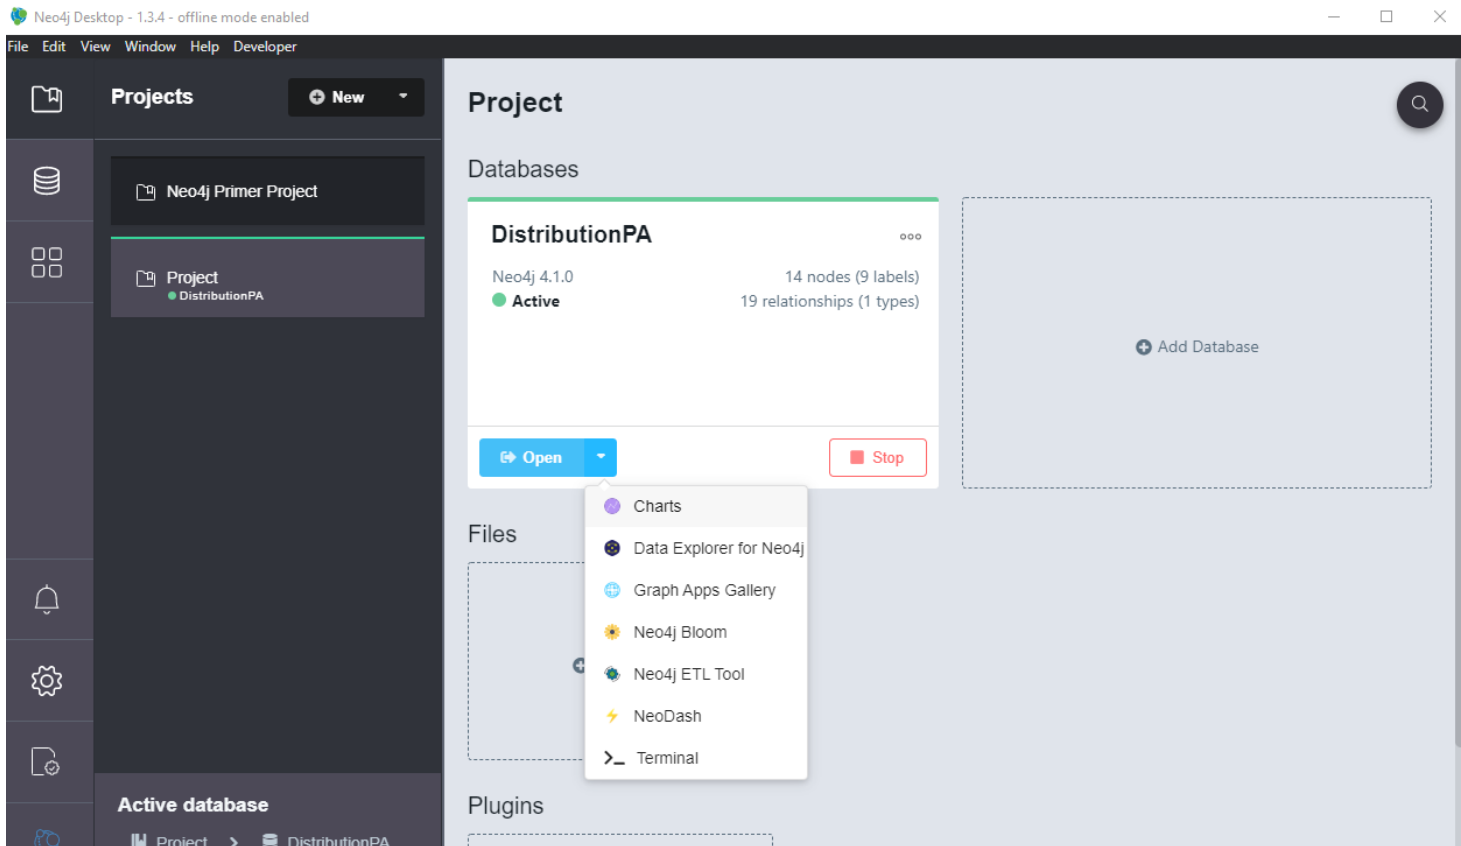 Neo4j Desktop - 1.3.4 - offline mode enabled
File Edit View Window Help Developer
Projects
New
Neo4j Primer Project
Project
DistributionPA
Active database
Project > DistributionPA
Project
Databases
DistributionPA
Neo4j 4.1.0
14 nodes (9 labels)
Active
19 relationships (1 types)
Open
Stop
Add Database
Charts
Data Explorer for Neo4j
Graph Apps Gallery
Neo4j Bloom
Neo4j ETL Tool
NeoDash
Terminal
Files
Plugins